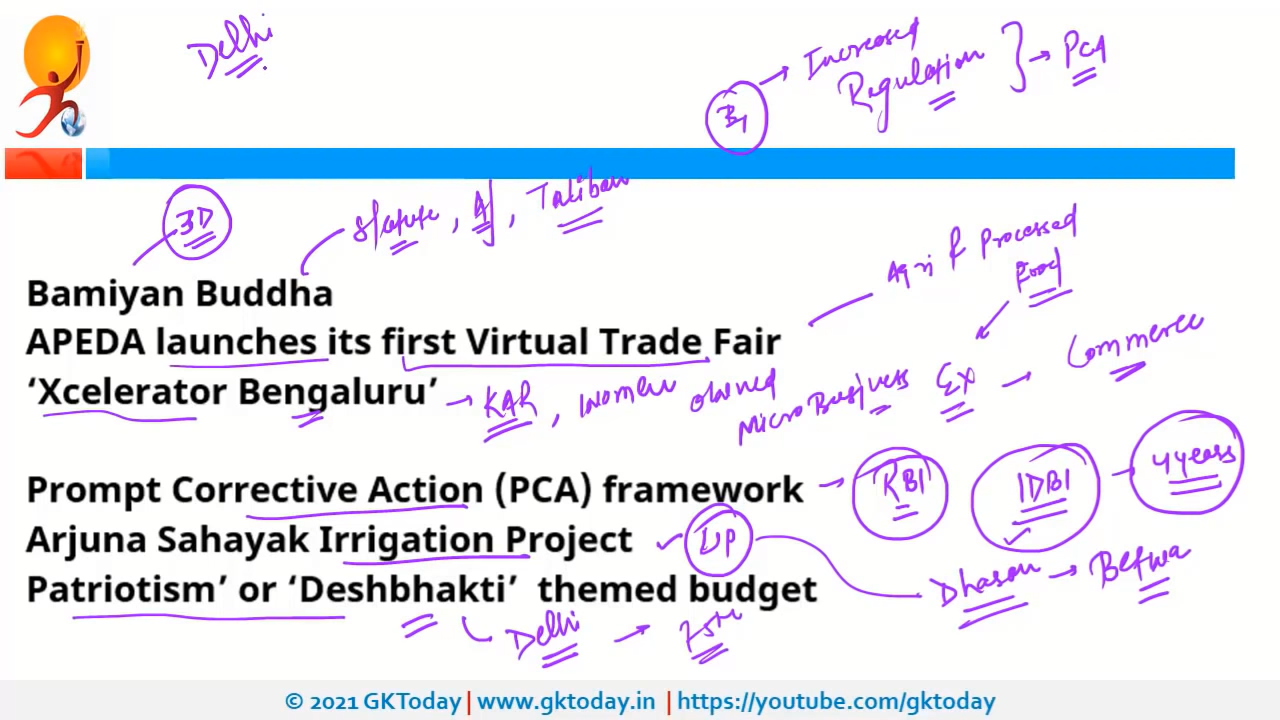 Delhi
Increased
Regulation
PCA
3D
Statute, Af, Taliban
Agri & Processed
Food
Bamiyan Buddha
APEDA launches its first Virtual Trade Fair
‘Xcelerator Bengaluru’
KAR, women owned
Micro Business
Ex
Commerce
Prompt Corrective Action (PCA) framework
RBI
IDBI
4 years
Arjuna Sahayak Irrigation Project
UP
Patriotism’ or ‘Deshbhakti’ themed budget
Dhasan
Betwa
Delhi
75th
© 2021 GKToday | www.gktoday.in | https://youtube.com/gktoday